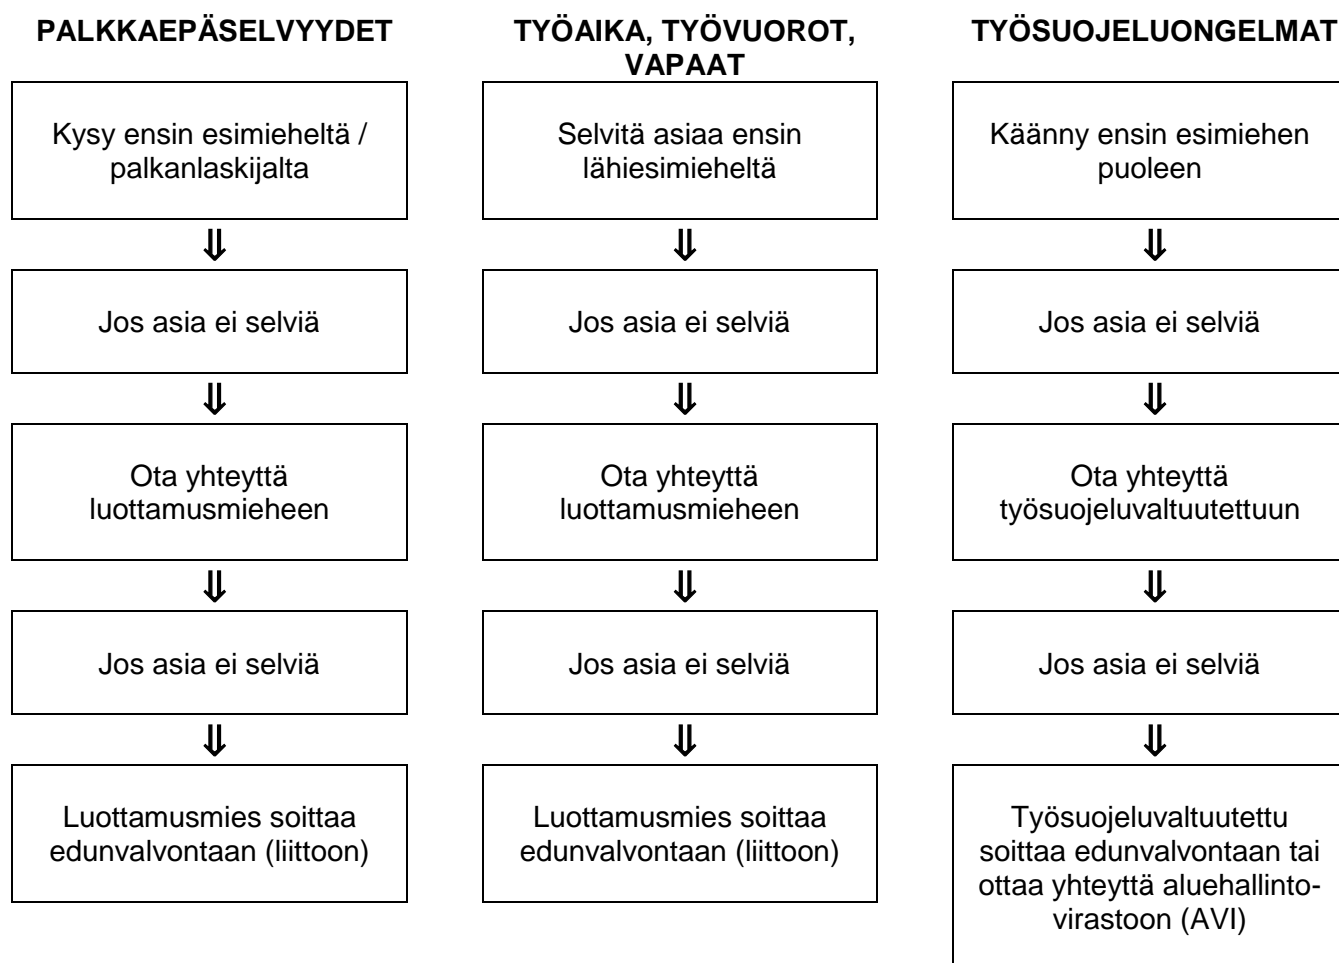 PALKKAEPÄSELVYYDET
Kysy ensin esimieheltä /
palkanlaskijalta
⇓
Jos asia ei selviä
⇓
Ota yhteyttä
luottamusmieheen
⇓
Jos asia ei selviä
⇓
Luottamusmies soittaa
edunvalvontaan (liittoon)
TYÖAIKA, TYÖVUOROT,
VAPAAT
Selvitä asiaa ensin
lähiesimieheltä
⇓
Jos asia ei selviä
⇓
Ota yhteyttä
luottamusmieheen
⇓
Jos asia ei selviä
⇓
Luottamusmies soittaa
edunvalvontaan (liittoon)
TYÖSUOJELUONGELMAT
Käänny ensin esimiehen
puoleen
⇓
Jos asia ei selviä
⇓
Ota yhteyttä
työsuojeluvaltuutettuun
⇓
Jos asia ei selviä
⇓
Työsuojeluvaltuutettu
soittaa edunvalvontaan tai
ottaa yhteyttä aluehallinto-
virastoon (AVI)